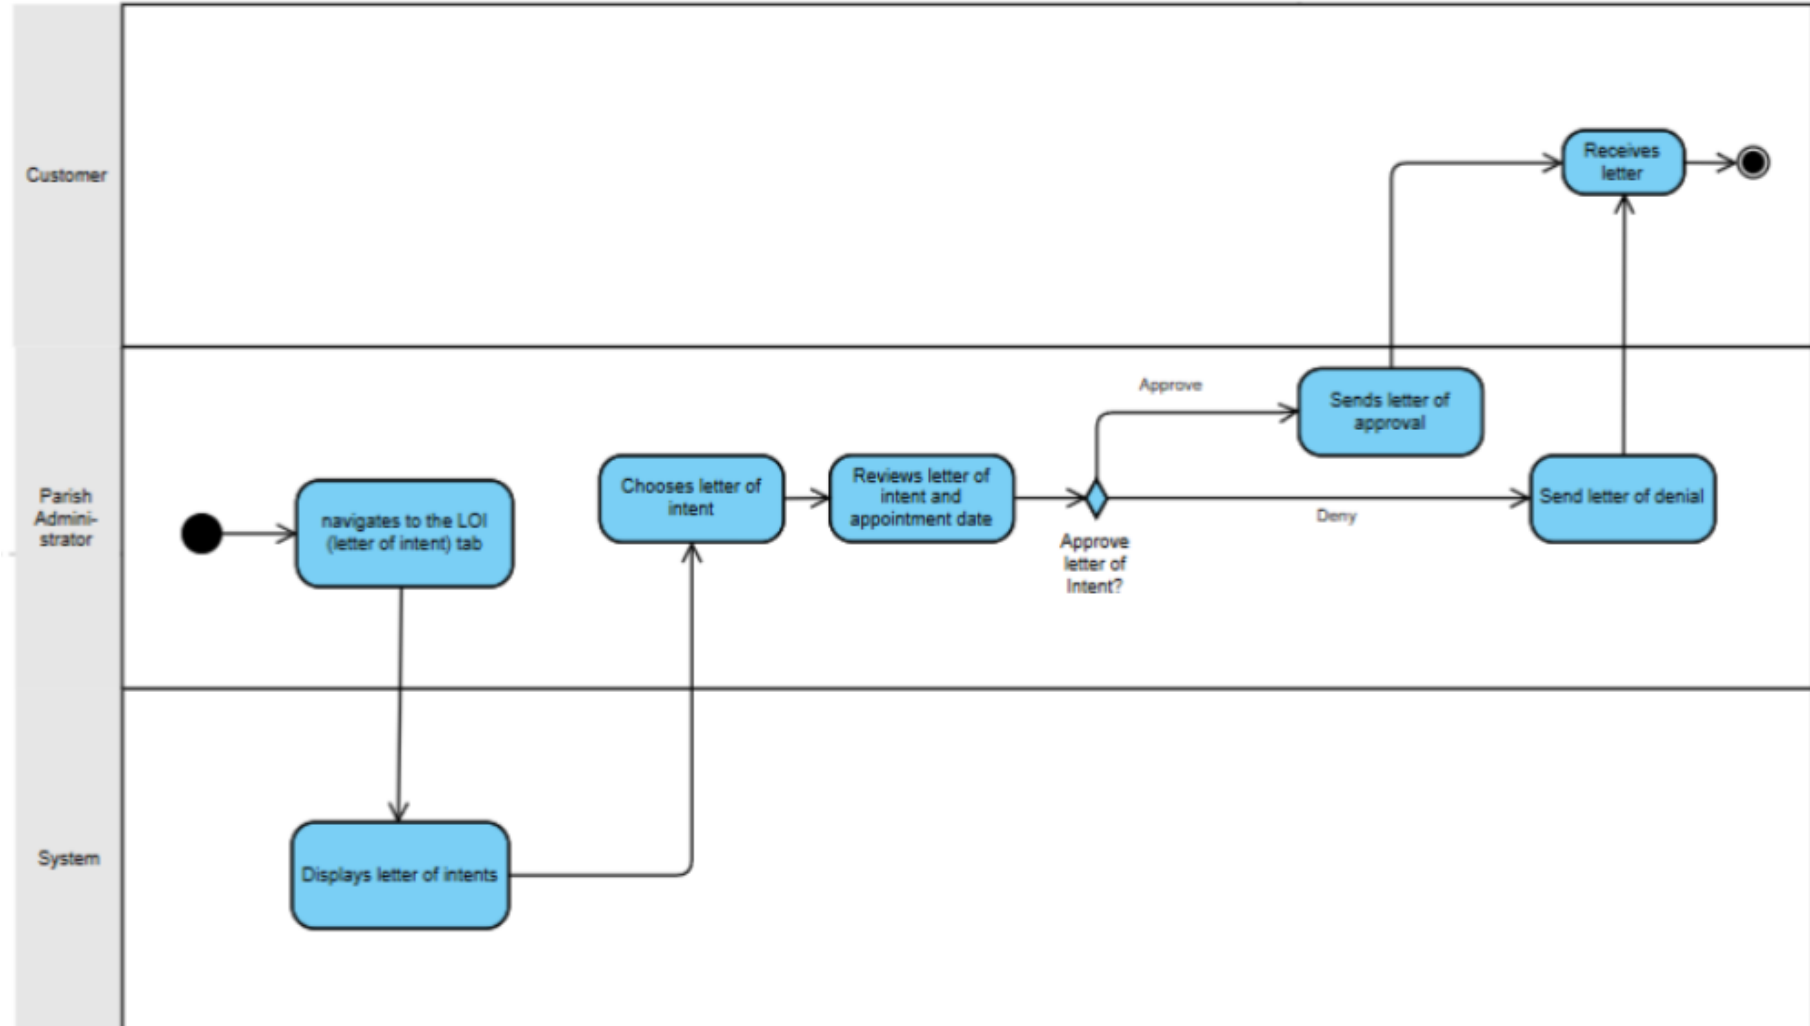 Customer
Receives
letter
Parish
Admini-
strator
navigates to the LOI
(letter of intent) tab
Chooses letter of
intent
Reviews letter of
intent and
appointment date
Approve
letter of
Intent?
Approve
Sends letter of
approval
Deny
Send letter of denial
System
Displays letter of intents